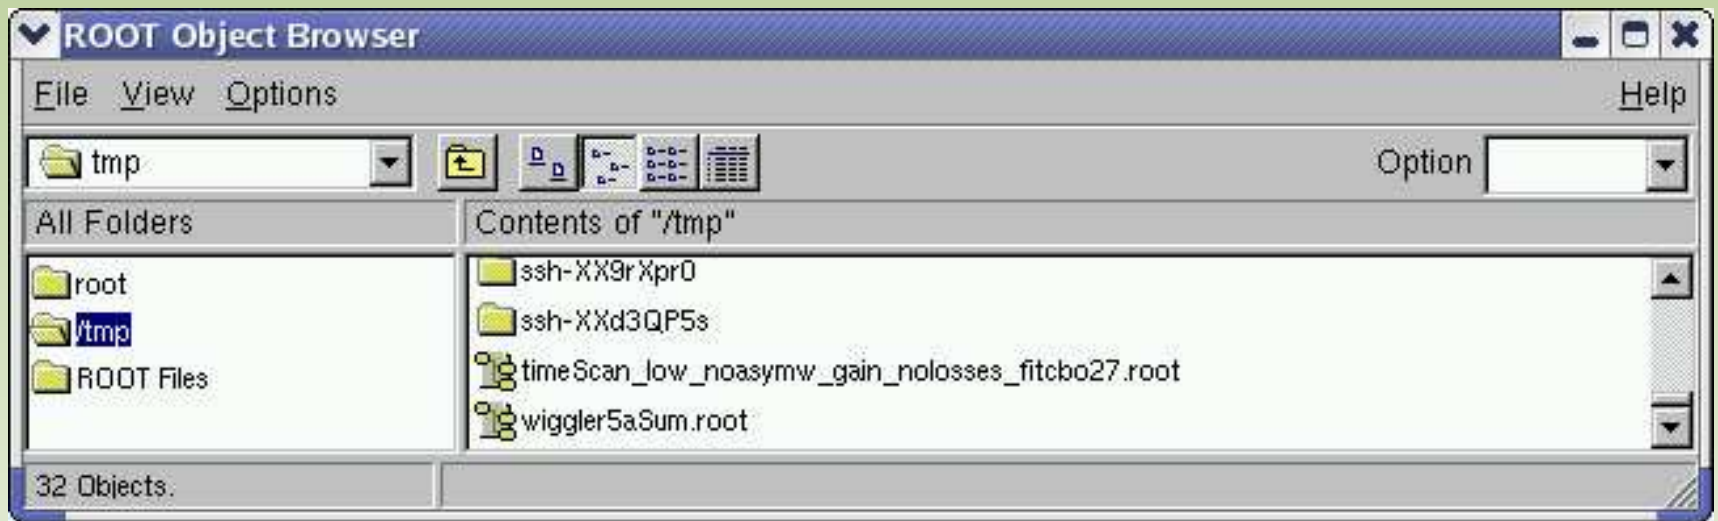 ROOT Object Browser
File View Options Help
tmp Option
All Folders Contents of "/tmp"
root
/tmp
ROOT Files
ssh-XX9rXpr0
ssh-XXd3QP5s
timeScan_low_noasymw_gain_nolosses_fitcbo27.root
wiggler5aSum.root
32 Objects.